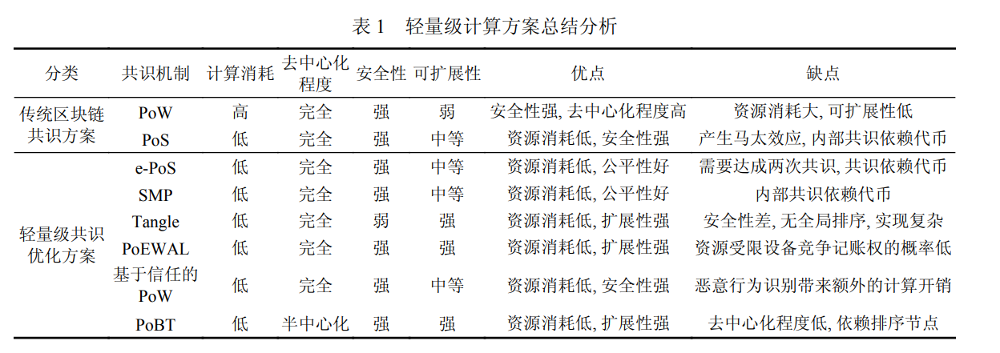 表 1 轻量级计算方案总结分析
分类 共识机制 计算消耗 去中心化程度 安全性 可扩展性 优点 缺点
传统区块链共识方案 PoW 高 完全 强 弱 安全性强, 去中心化程度高 资源消耗大, 可扩展性低
PoS 低 完全 强 中等 资源消耗低, 安全性强 产生马太效应, 内部共识依赖代币
轻量级共识优化方案 e-PoS 低 完全 强 中等 资源消耗低, 公平性好 需要达成两次共识, 共识依赖代币
SMP 低 完全 强 中等 资源消耗低, 公平性好 内部共识依赖代币
Tangle 低 完全 弱 强 资源消耗低, 扩展性强 安全性差, 无全局排序, 实现复杂
PoEWAL 低 完全 强 强 资源消耗低, 扩展性强 资源受限设备竞争记账权的概率低
基于信任的PoW 低 完全 强 中等 资源消耗低, 安全性强 恶意行为识别带来额外的计算开销
PoBT 低 半中心化 强 强 资源消耗低, 扩展性强 去中心化程度低, 依赖排序节点